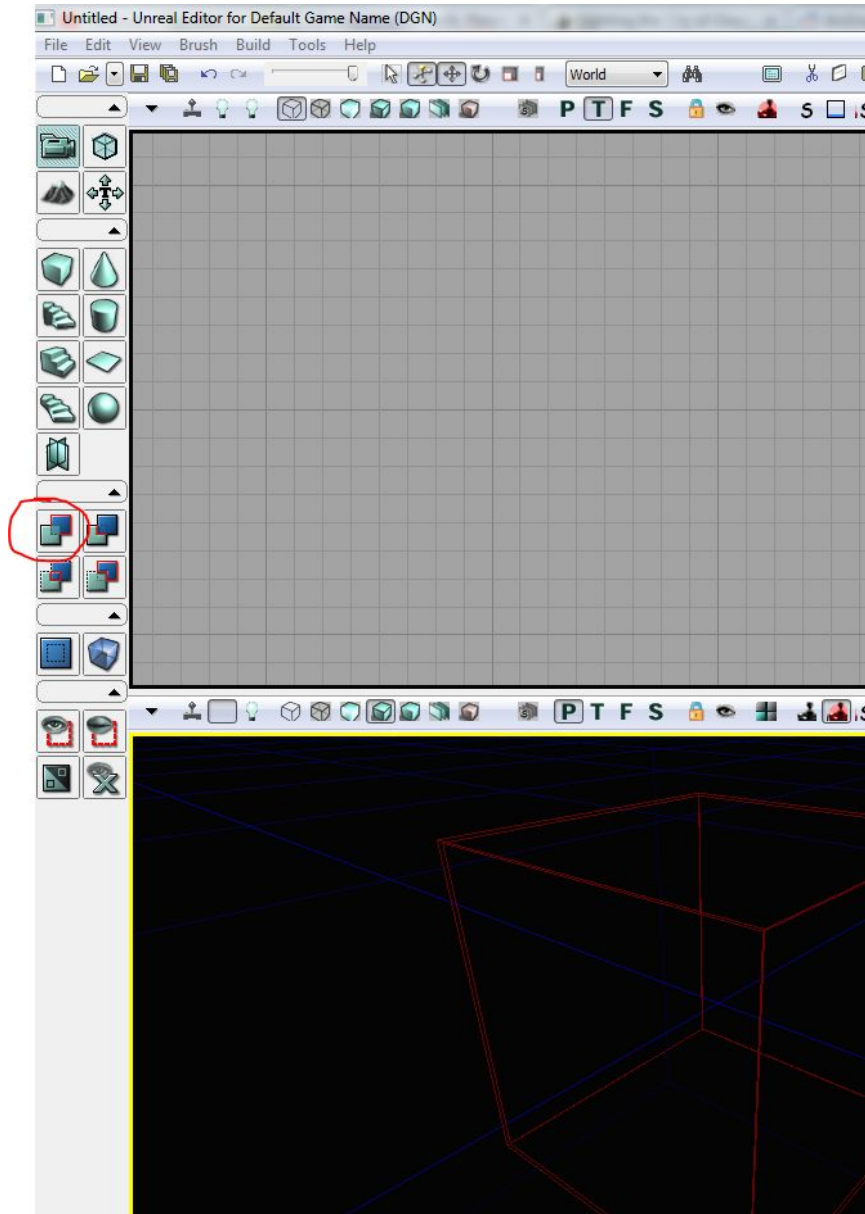 Untitled - Unreal Editor for Default Game Name (DGN)
File Edit View Brush Build Tools Help
World
P T F S
S
T
P T F S